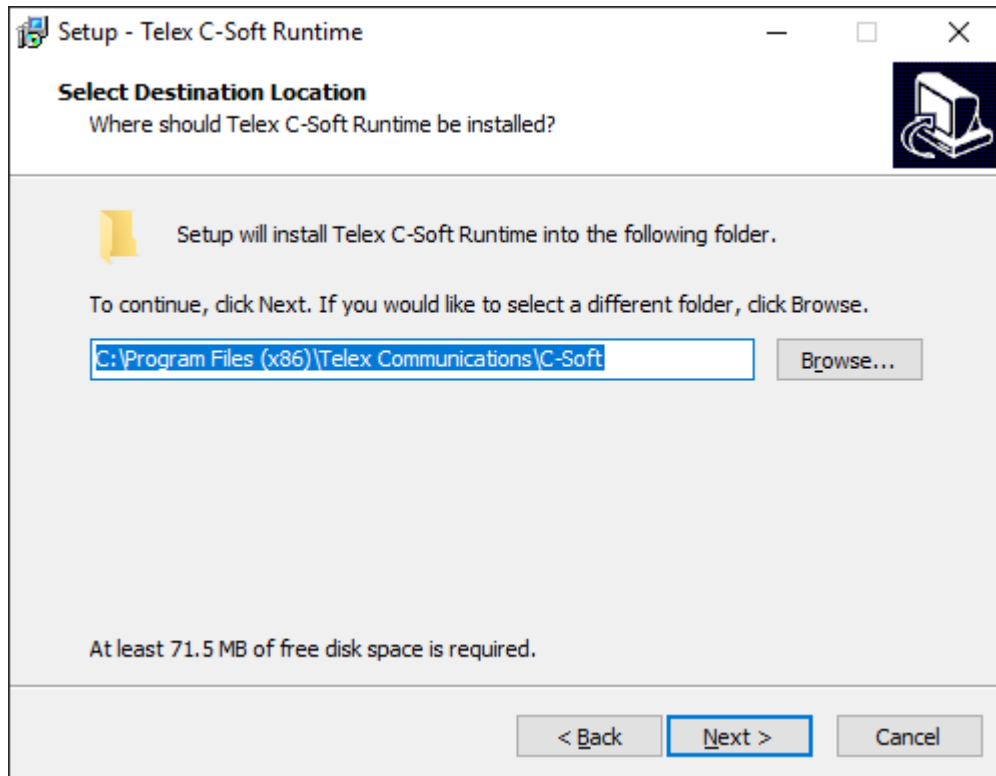 Setup - Telex C-Soft Runtime
Select Destination Location
Where should Telex C-Soft Runtime be installed?
Setup will install Telex C-Soft Runtime into the following folder.
To continue, click Next. If you would like to select a different folder, click Browse.
C:\Program Files (x86)\Telex Communications\C-Soft
Browse...
At least 71.5 MB of free disk space is required.
< Back
Next >
Cancel